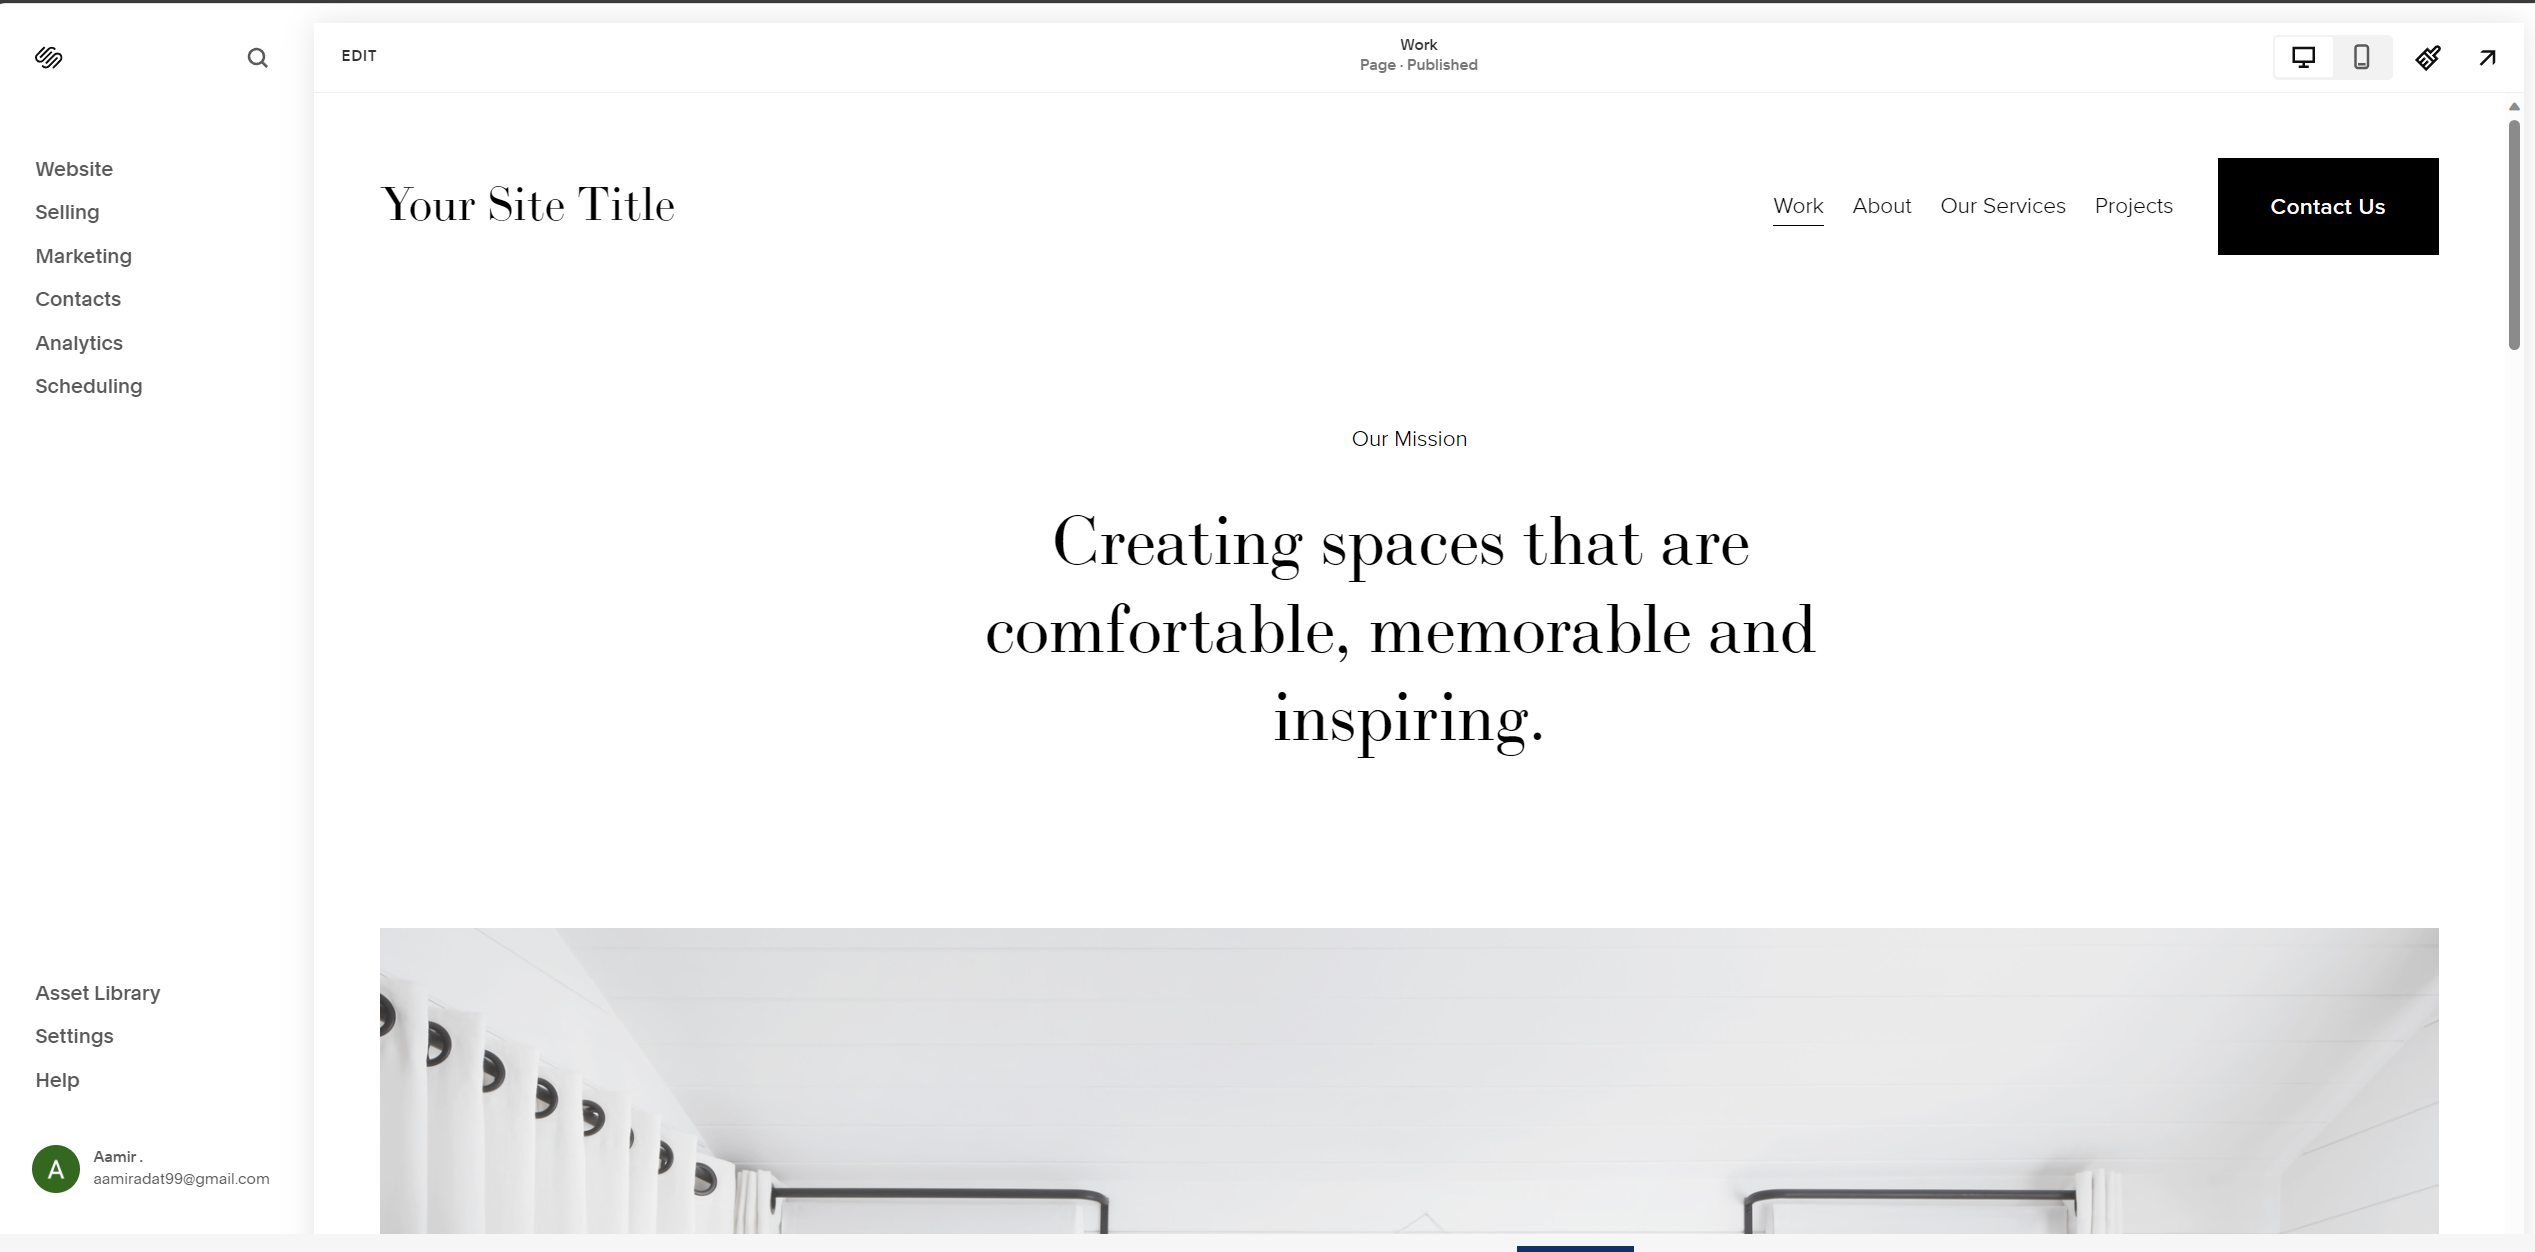 EDIT
Work
Page · Published
Website
Selling
Marketing
Contacts
Analytics
Scheduling
Asset Library
Settings
Help
A
Aamir .
aamiradat99@gmail.com
Your Site Title
Work About Our Services Projects Contact Us
Our Mission
Creating spaces that are
comfortable, memorable and
inspiring.